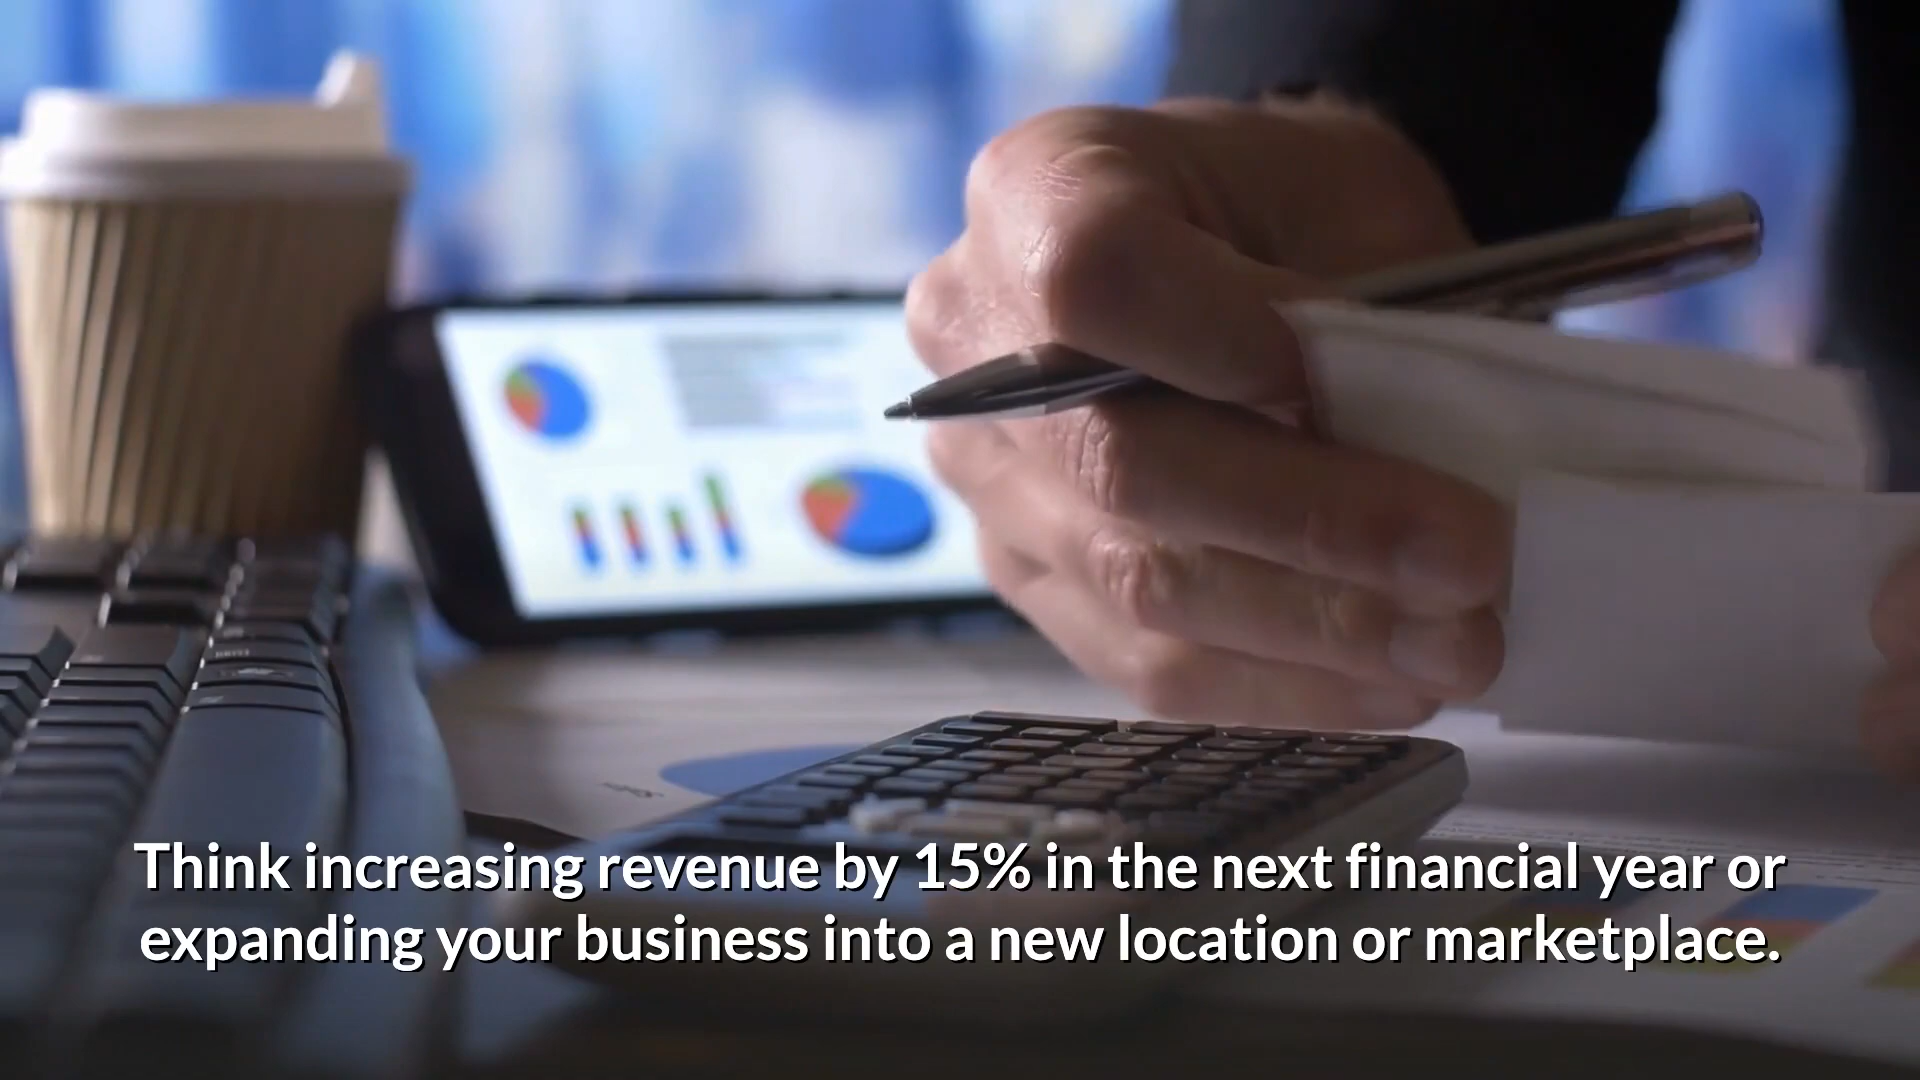 Think increasing revenue by 15% in the next financial year or
expanding your business into a new location or marketplace.